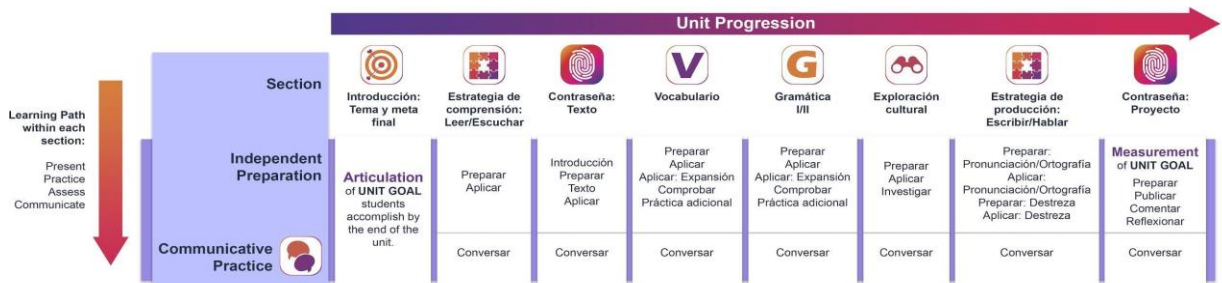 Unit Progression
Section
V
G
Introducción:
Tema y meta
final
Estrategia de
comprensión:
Leer/Escuchar
Contraseña:
Texto
Vocabulario
Gramática
I/II
Exploración
cultural
Estrategia de
producción:
Escribir/Hablar
Contraseña:
Proyecto
Learning Path
within each
section:
Present
Practice
Assess
Communicate
Independent
Preparation
Articulation
of UNIT GOAL
students
accomplish by
the end of the
unit.
Preparar
Aplicar
Introducción
Preparar
Texto
Aplicar
Preparar
Aplicar
Aplicar: Expansión
Comprobar
Práctica adicional
Preparar
Aplicar
Aplicar: Expansión
Comprobar
Práctica adicional
Preparar
Aplicar
Investigar
Preparar:
Pronunciación/Ortografía
Aplicar:
Pronunciación/Ortografía
Preparar: Destreza
Aplicar: Destreza
Measurement
of UNIT GOAL
Preparar
Publicar
Comentar
Reflexionar
Communicative
Practice
Conversar
Conversar
Conversar
Conversar
Conversar
Conversar
Conversar